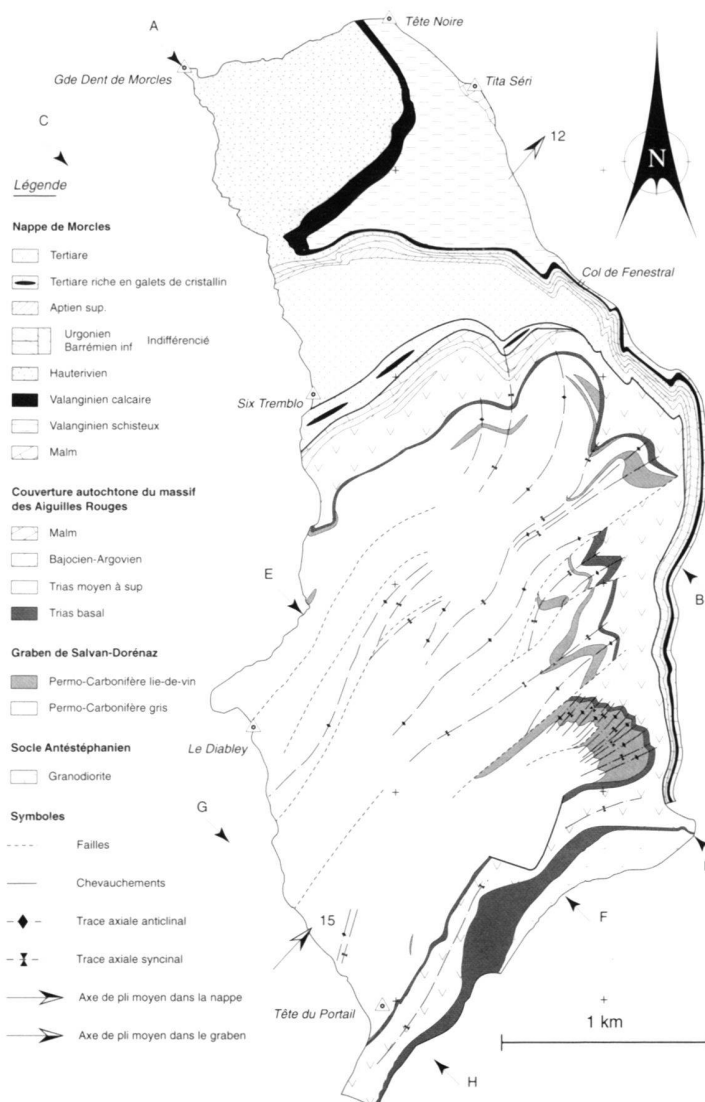 A
Tête Noire
Gde Dent de Morcles
Tita Séri
C
12
N
Légende
Nappe de Morcles
Tertiaire
Tertiaire riche en galets de cristallin
Aptien sup.
Urgonien
Barrémien inf Indifférencié
Hauterivien
Valanginien calcaire
Valanginien schisteux
Malm
Col de Fenestral
Six Tremblo
Couverture autochtone du massif
des Aiguilles Rouges
Malm
Bajocien-Argovien
Trias moyen à sup
Trias basal
E
B
Graben de Salvan-Dorénaz
Permo-Carbonifère lie-de-vin
Permo-Carbonifère gris
Le Diabley
Socle Antéstéphanien
Granodiorite
G
Symboles
Failles
Chevauchements
Trace axiale anticlinal
Trace axiale syncinal
Axe de pli moyen dans la nappe
Axe de pli moyen dans le graben
F
15
Tête du Portail
1 km
H